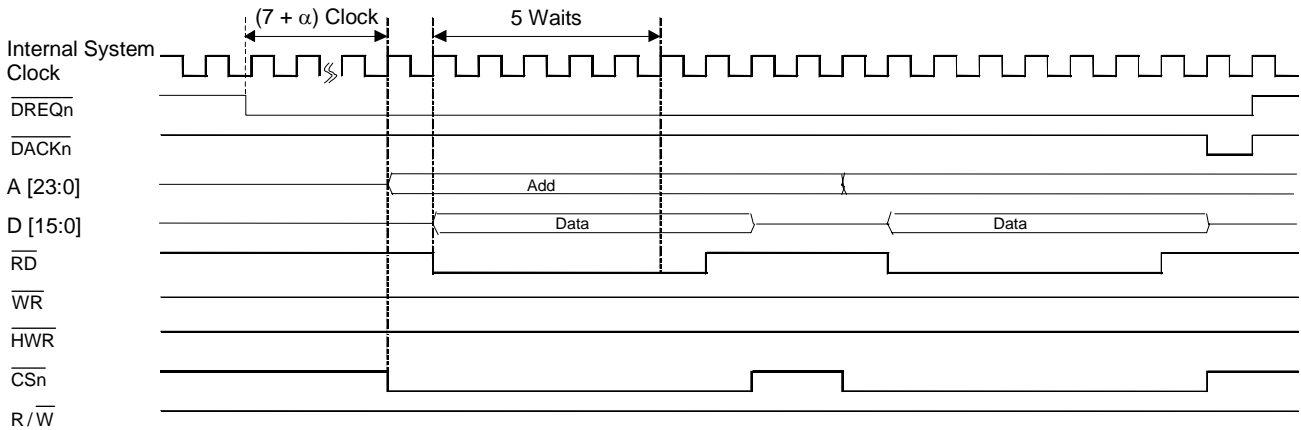 (7 + α) Clock
5 Waits
Internal System
Clock
DREQn
DACKn
A [23:0]
Add
D [15:0]
Data
Data
RD
WR
HWR
CSn
R/W